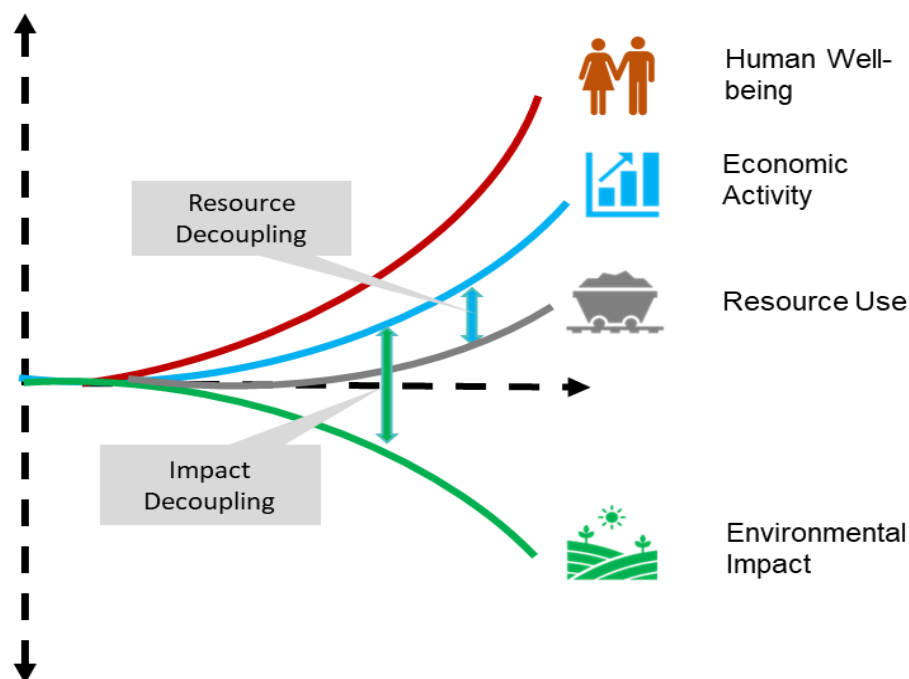 Human Well-
being
Economic
Activity
Resource
Decoupling
Resource Use
Impact
Decoupling
Environmental
Impact